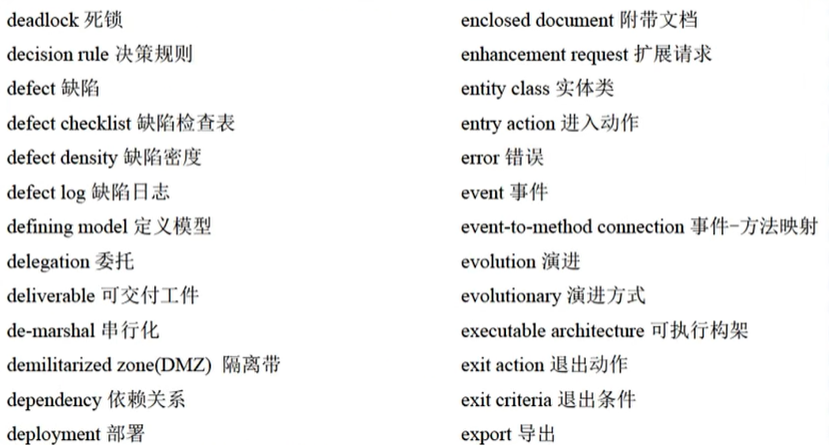 deadlock 死锁
decision rule 决策规则
defect 缺陷
defect checklist 缺陷检查表
defect density 缺陷密度
defect log 缺陷日志
defining model 定义模型
delegation 委托
deliverable 可交付工件
de-marshal 串行化
demilitarized zone(DMZ) 隔离带
dependency 依赖关系
deployment 部署
enclosed document 附带文档
enhancement request 扩展请求
entity class 实体类
entry action 进入动作
error 错误
event 事件
event-to-method connection 事件-方法映射
evolution 演进
evolutionary 演进方式
executable architecture 可执行构架
exit action 退出动作
exit criteria 退出条件
export 导出